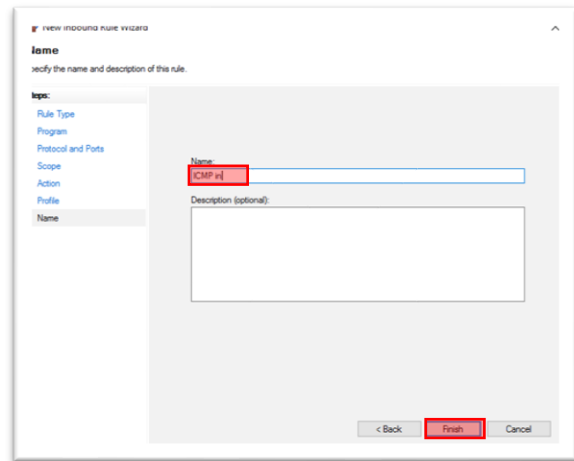 New Inbound Rule Wizard
Name
pecify the name and description of this rule.
teps:
Rule Type
Program
Protocol and Ports
Scope
Action
Profile
Name
Name:
ICMP in
Description (optional):
< Back
Finish
Cancel